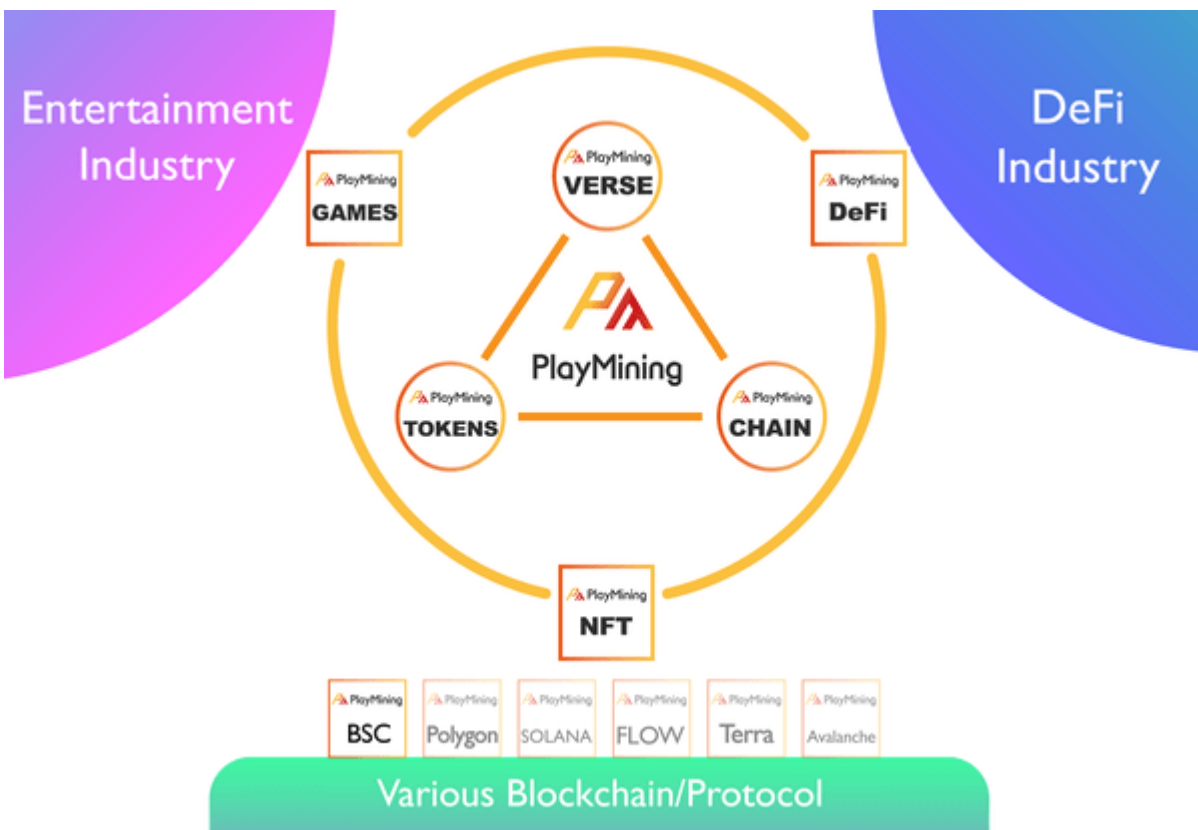 Entertainment
Industry
DeFi
Industry
PlayMining
VERSE
PlayMining
GAMES
PlayMining
DeFi
PlayMining
PlayMining
TOKENS
PlayMining
CHAIN
PlayMining
NFT
PlayMining
BSC
PlayMining
Polygon
PlayMining
SOLANA
PlayMining
FLOW
PlayMining
Terra
PlayMining
Avalanche
Various Blockchain/Protocol